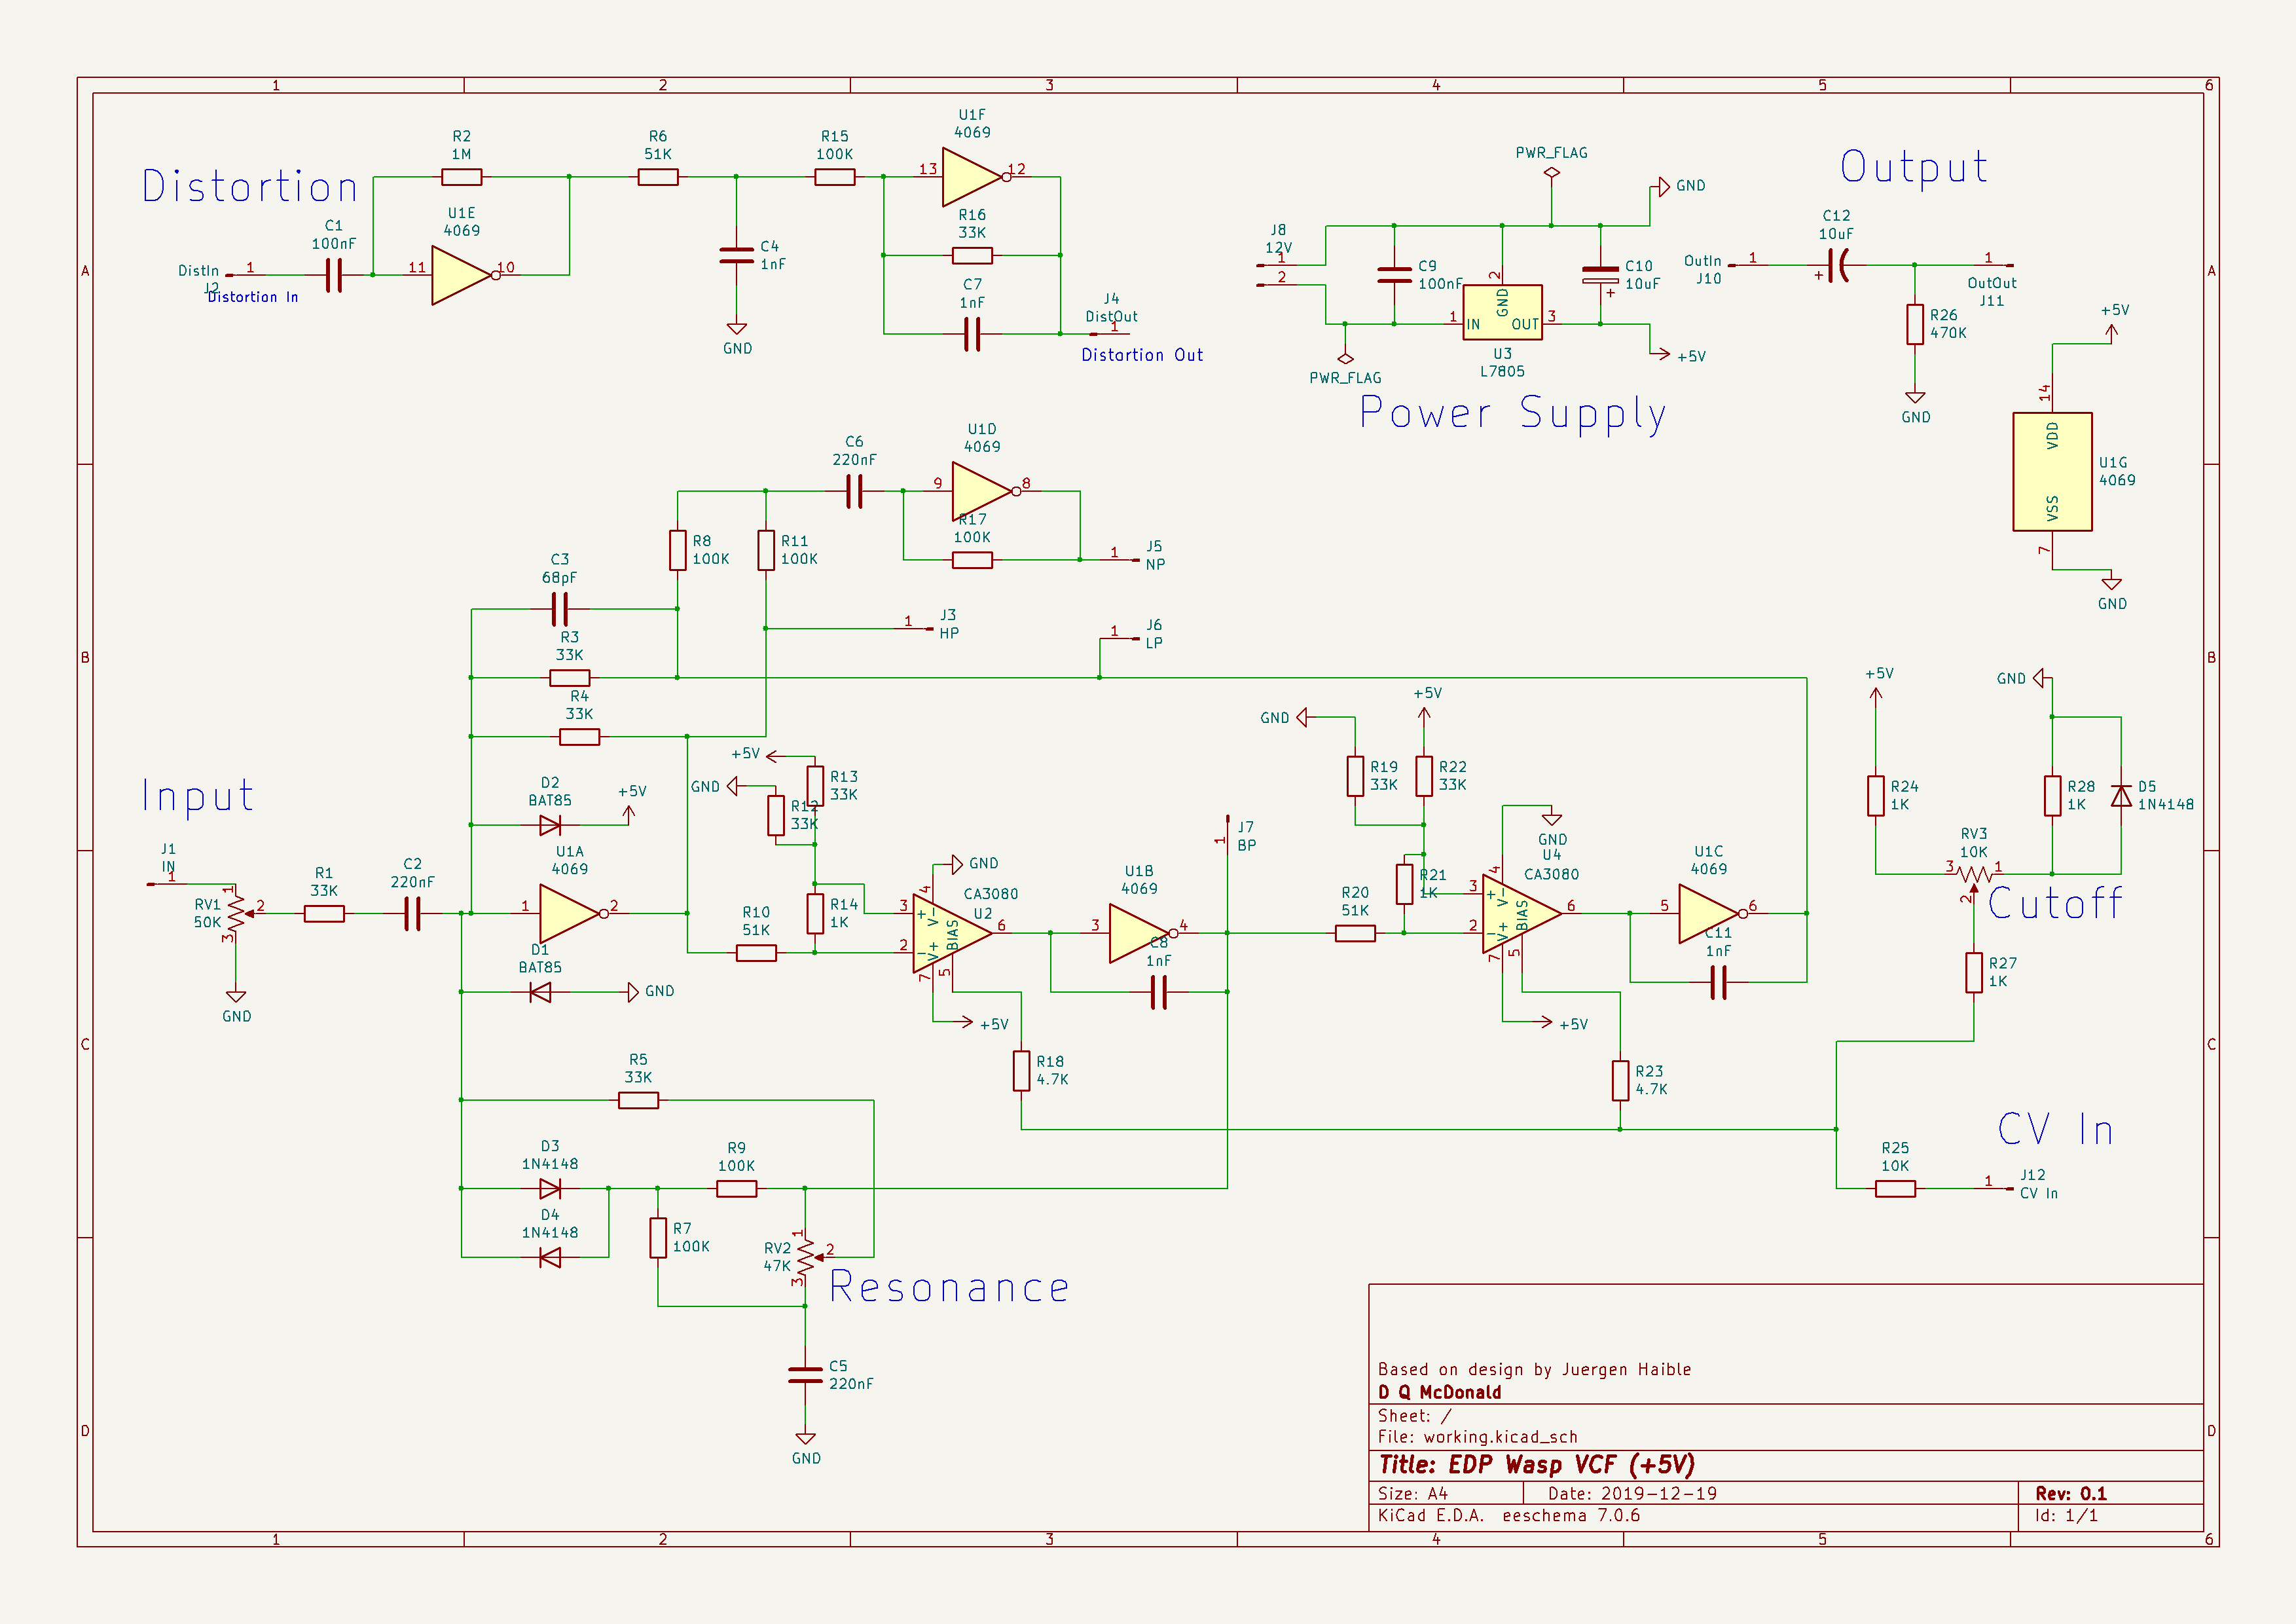 1 2 3 4 5 6
A
B
C
D
Distortion
R2
1M
R6
51K
R15
100K
U1F
4069
13
12
U1E
4069
C1
100nF
DistIn
J2
1
Distortion In
11
10
C4
1nF
GND
R16
33K
C7
1nF
J4
DistOut
1
Distortion Out
PWR_FLAG
GND
J8
12V
1
2
C9
100nF
2
GND
C10
10uF
+
1
IN
OUT
3
U3
L7805
PWR_FLAG
+5V
Power Supply
Output
C12
10uF
+
OutIn
J10
1
1
OutOut
J11
R26
470K
GND
+5V
14
VDD
VSS
7
U1G
4069
GND
C6
220nF
U1D
4069
9
8
R17
100K
R8
100K
R11
100K
1
J5
NP
C3
68pF
1
J3
HP
1
J6
LP
R3
33K
R4
33K
+5V
GND
R13
33K
R12
33K
Input
D2
BAT85
+5V
J1
IN
1
RV1
50K
1
2
3
GND
R1
33K
C2
220nF
U1A
4069
1
2
D1
BAT85
GND
R10
51K
R14
1K
GND
CA3080
U2
3
2
4
6
7
5
+
−
V-
V+
BIAS
+5V
U1B
4069
3
4
C8
1nF
1
J7
BP
R18
4.7K
GND
+5V
R19
33K
R22
33K
R21
1K
R20
51K
GND
U4
CA3080
3
2
4
6
7
5
+
−
V-
V+
BIAS
+5V
U1C
4069
5
6
C11
1nF
R23
4.7K
+5V
GND
R24
1K
R28
1K
D5
1N4148
RV3
10K
3
1
2
Cutoff
R27
1K
CV In
R25
10K
1
J12
CV In
R5
33K
D3
1N4148
D4
1N4148
R9
100K
R7
100K
RV2
47K
1
2
3
Resonance
C5
220nF
GND
Based on design by Juergen Haible
D Q McDonald
Sheet: /
File: working.kicad_sch
Title: EDP Wasp VCF (+5V)
Size: A4
Date: 2019-12-19
Rev: 0.1
KiCad E.D.A. eeschema 7.0.6
Id: 1/1
A
B
C
D
1 2 3 4 5 6